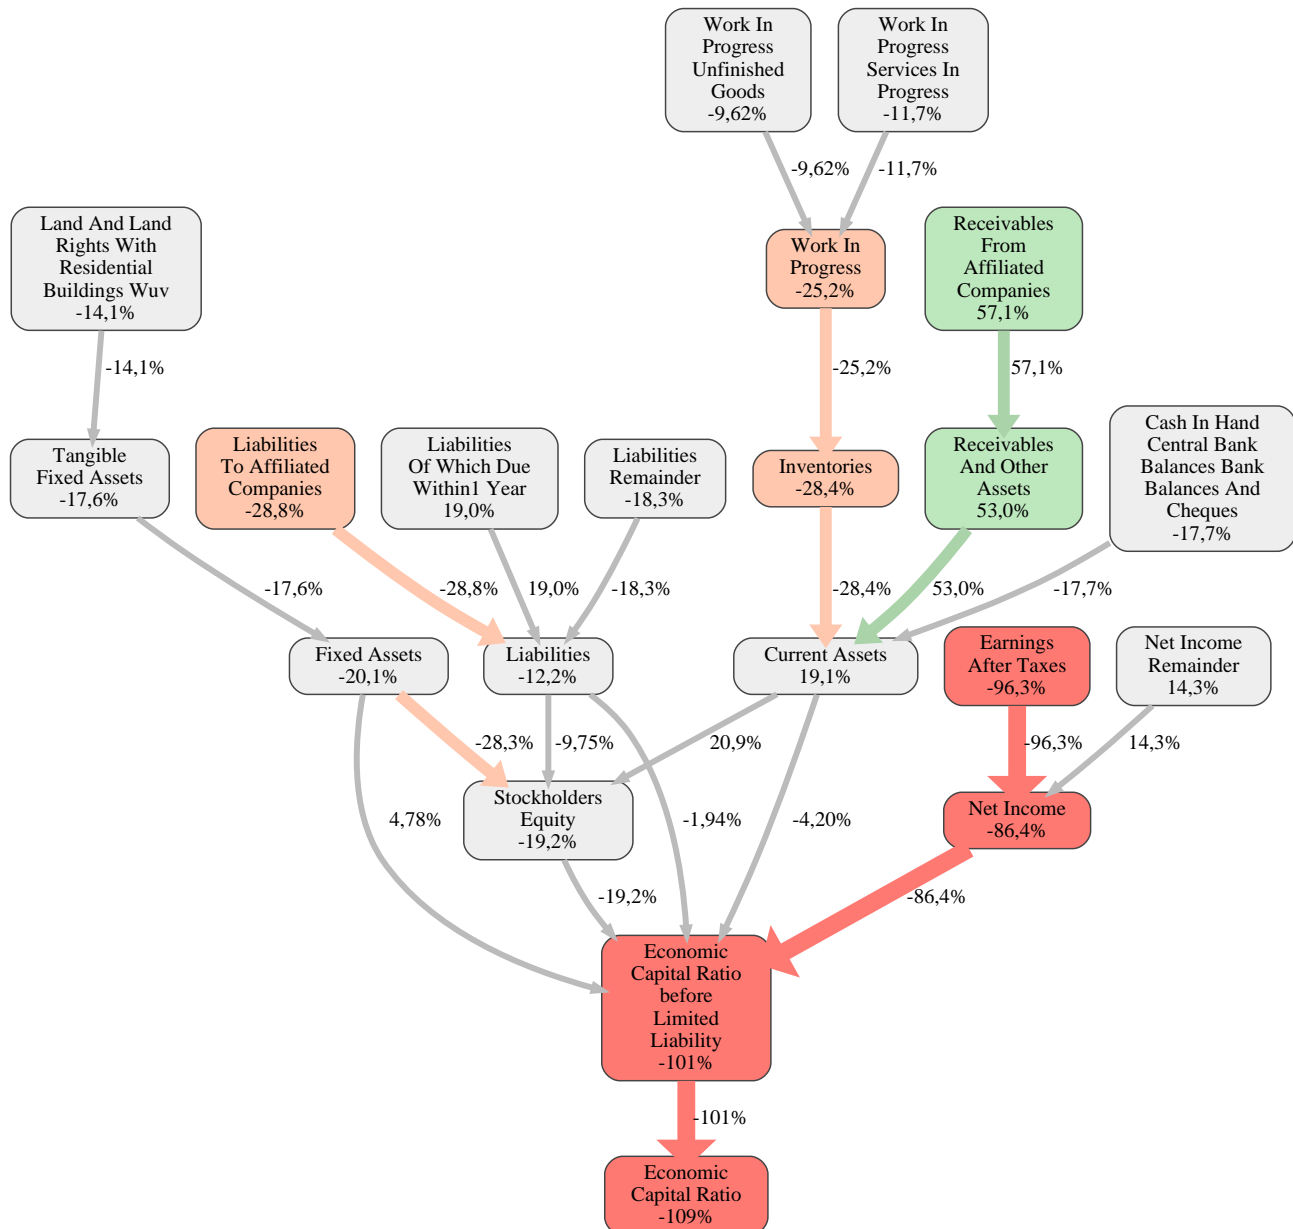 Work In
Progress
Unfinished
Goods
-9,62%
Work In
Progress
Services In
Progress
-11,7%
-9,62%
-11,7%
Land And Land
Rights With
Residential
Buildings Wuv
-14,1%
Work In
Progress
-25,2%
Receivables
From
Affiliated
Companies
57,1%
-14,1%
-25,2%
57,1%
Tangible
Fixed Assets
-17,6%
Liabilities
To Affiliated
Companies
-28,8%
Liabilities
Of Which Due
Within1 Year
19,0%
Liabilities
Remainder
-18,3%
Inventories
-28,4%
Receivables
And Other
Assets
53,0%
Cash In Hand
Central Bank
Balances Bank
Balances And
Cheques
-17,7%
-17,6%
-28,8%
19,0%
-18,3%
-28,4%
53,0%
-17,7%
Fixed Assets
-20,1%
Liabilities
-12,2%
Current Assets
19,1%
Earnings
After Taxes
-96,3%
Net Income
Remainder
14,3%
-28,3%
-9,75%
20,9%
-96,3%
14,3%
Stockholders
Equity
-19,2%
Net Income
-86,4%
4,78%
-1,94%
-4,20%
-19,2%
-86,4%
Economic
Capital Ratio
before
Limited
Liability
-101%
-101%
Economic
Capital Ratio
-109%